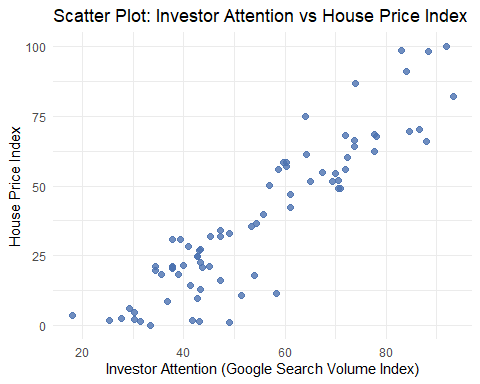 Scatter Plot: Investor Attention vs House Price Index
100
75
50
25
0
House Price Index
20 40 60 80
Investor Attention (Google Search Volume Index)